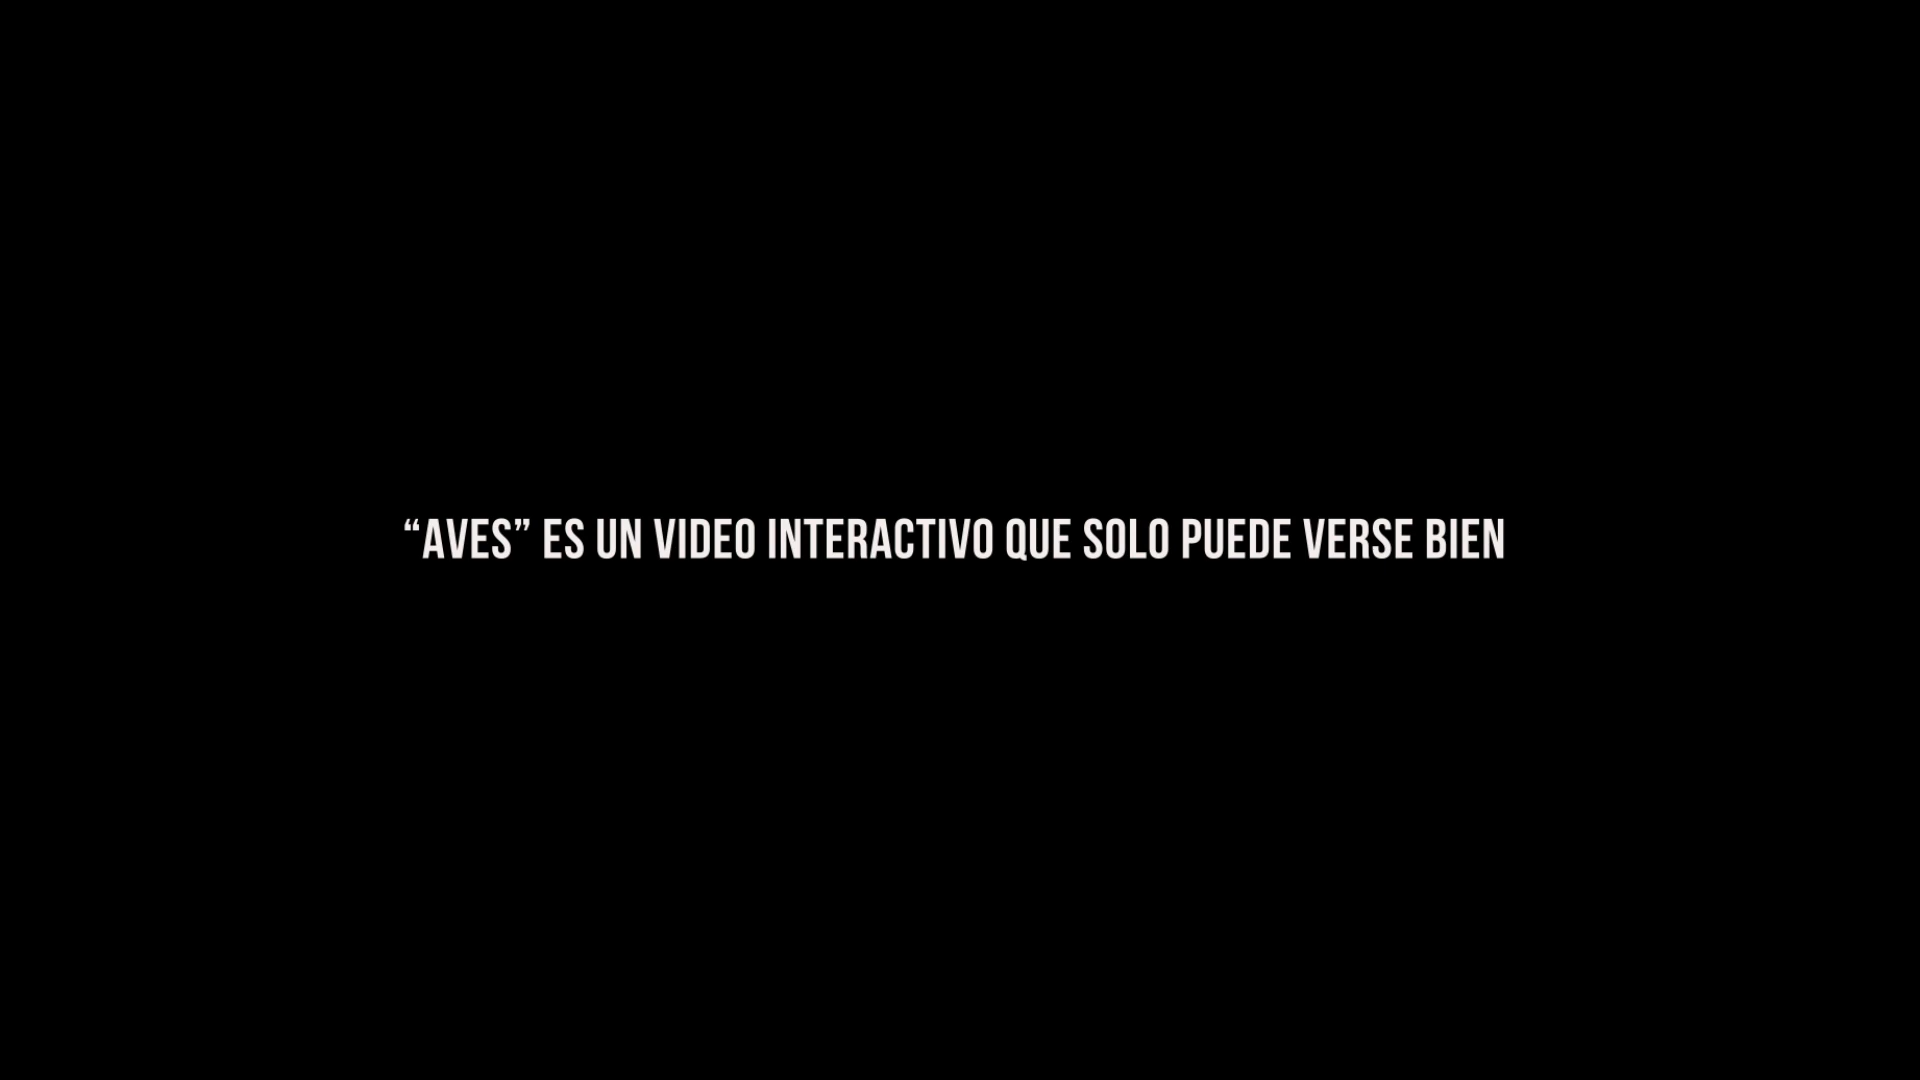 “AVES” ES UN VIDEO INTERACTIVO QUE SOLO PUEDE VERSE BIEN